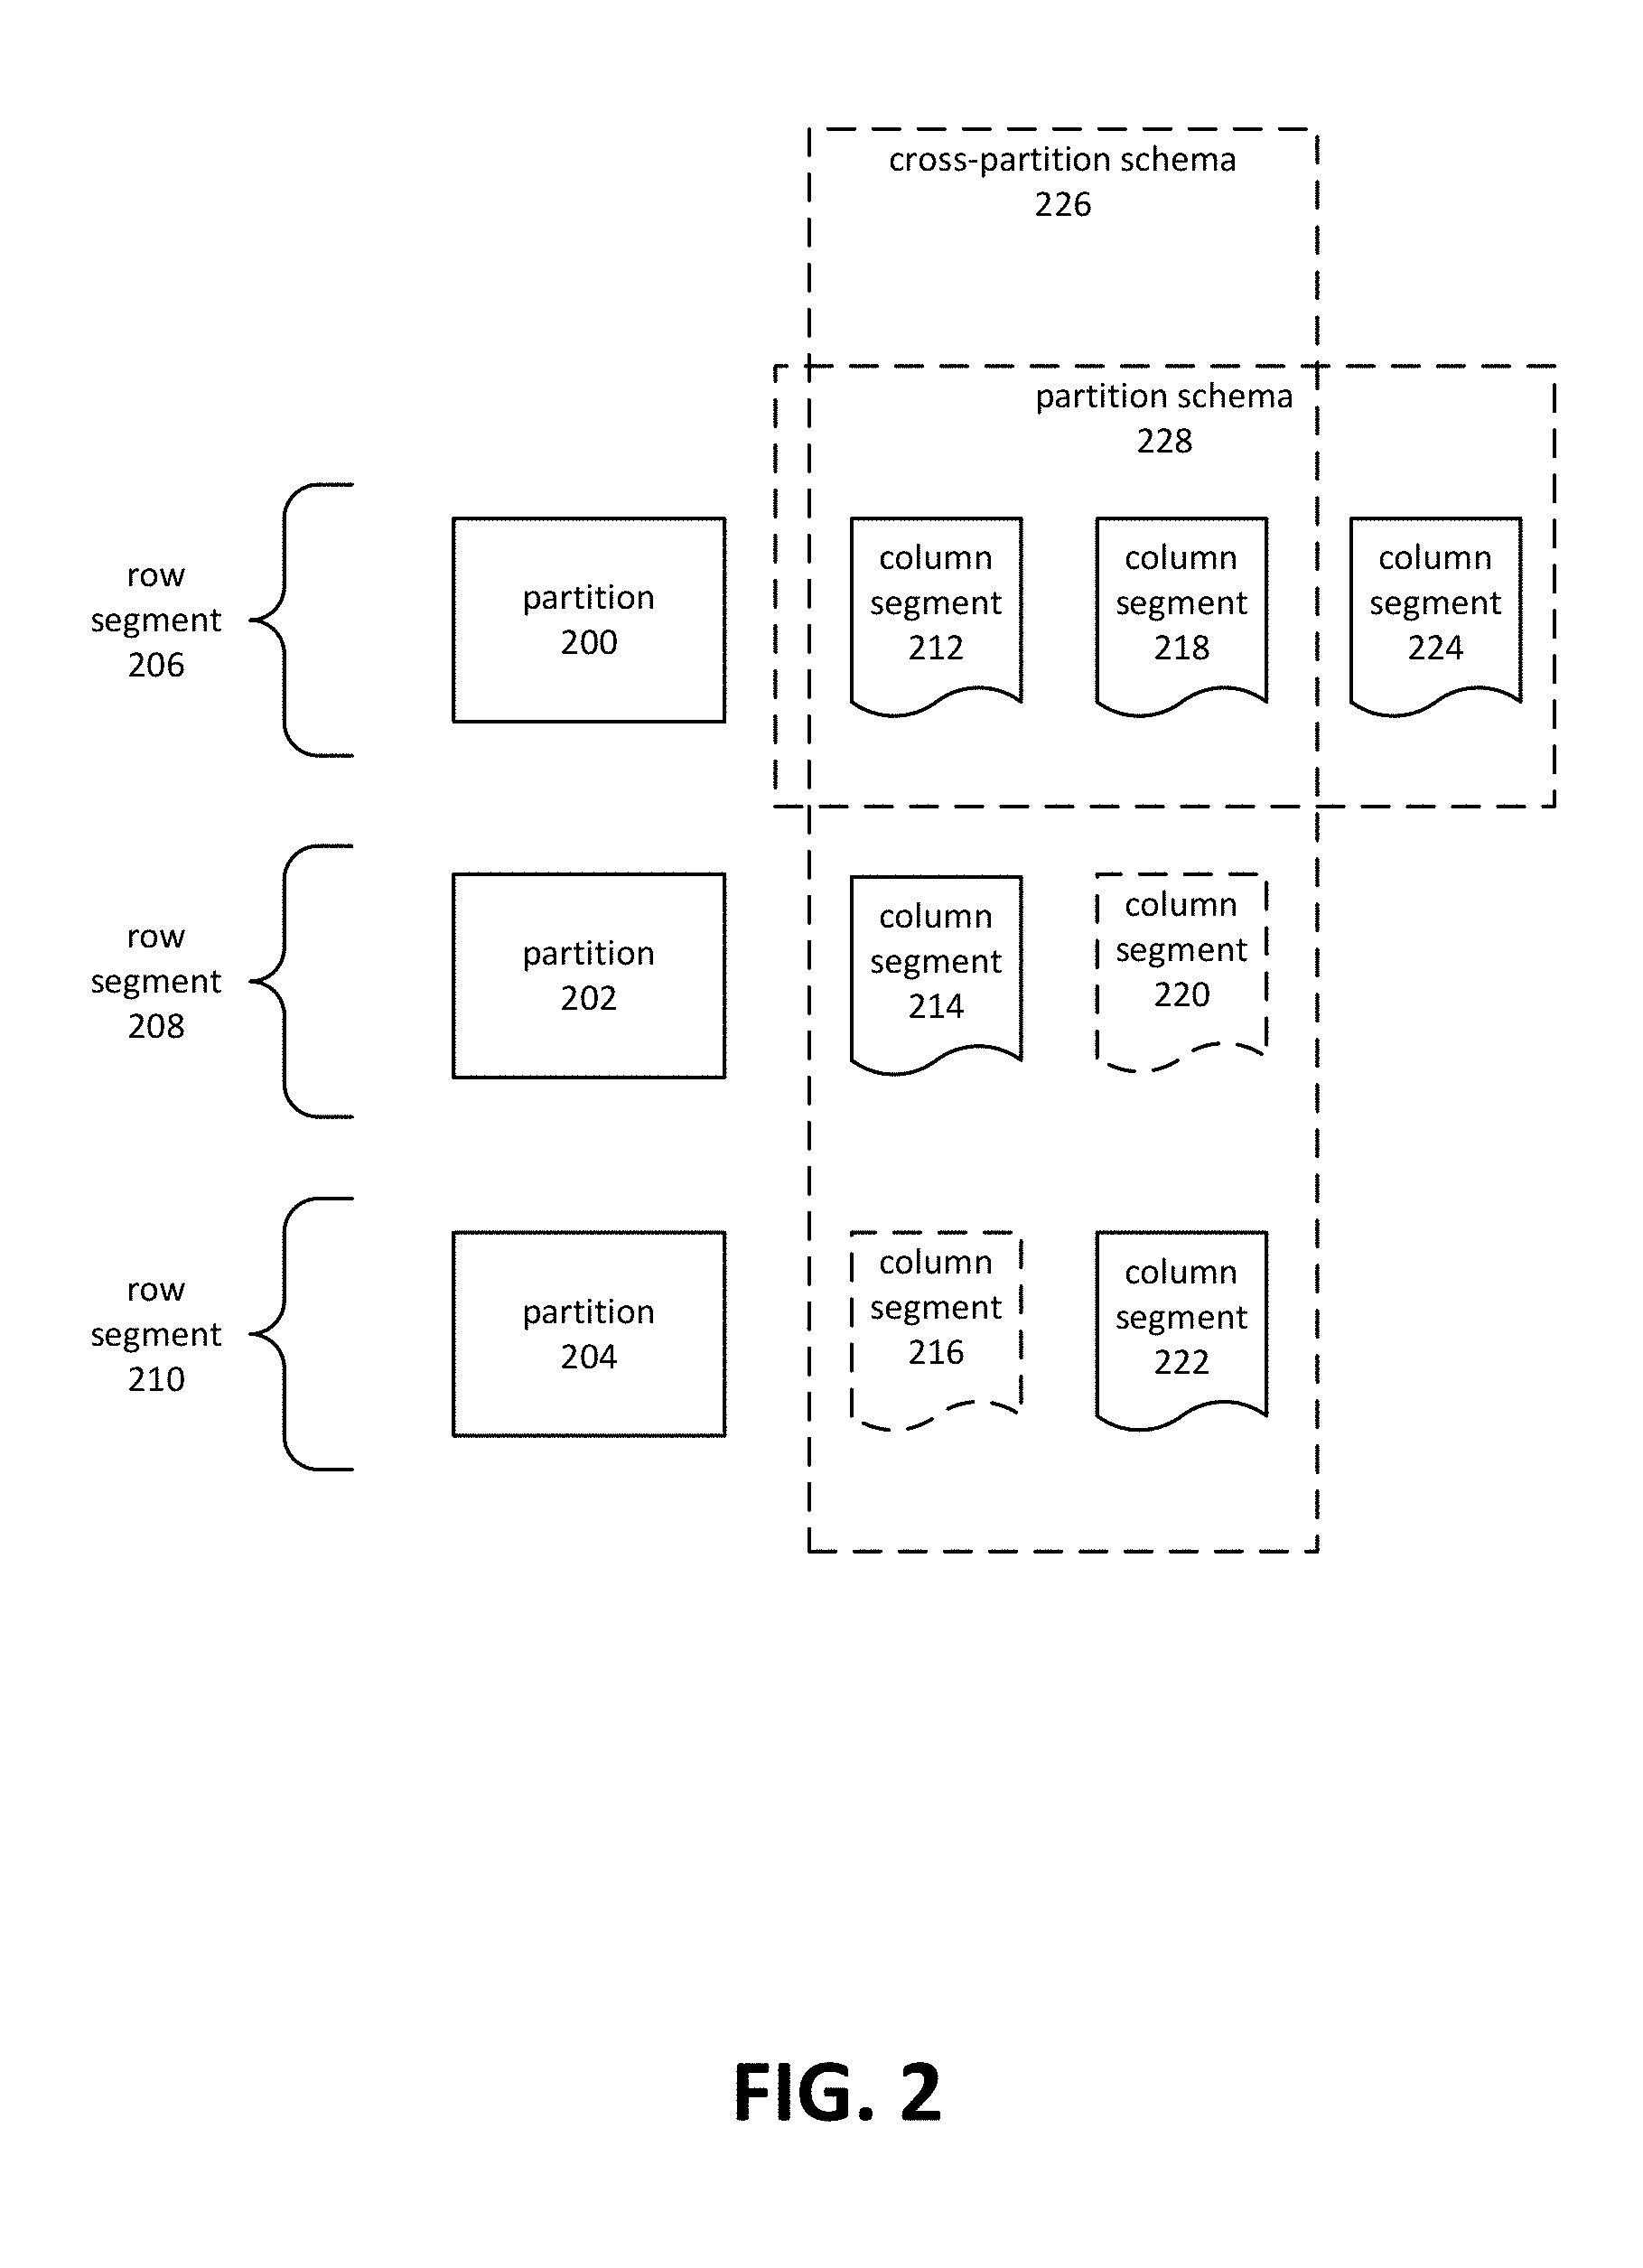 cross-partition schema
226
partition schema
228
row
segment
206
partition
200
column
segment
212
column
segment
218
column
segment
224
row
segment
208
partition
202
column
segment
214
column
segment
220
row
segment
210
partition
204
column
segment
216
column
segment
222
FIG. 2